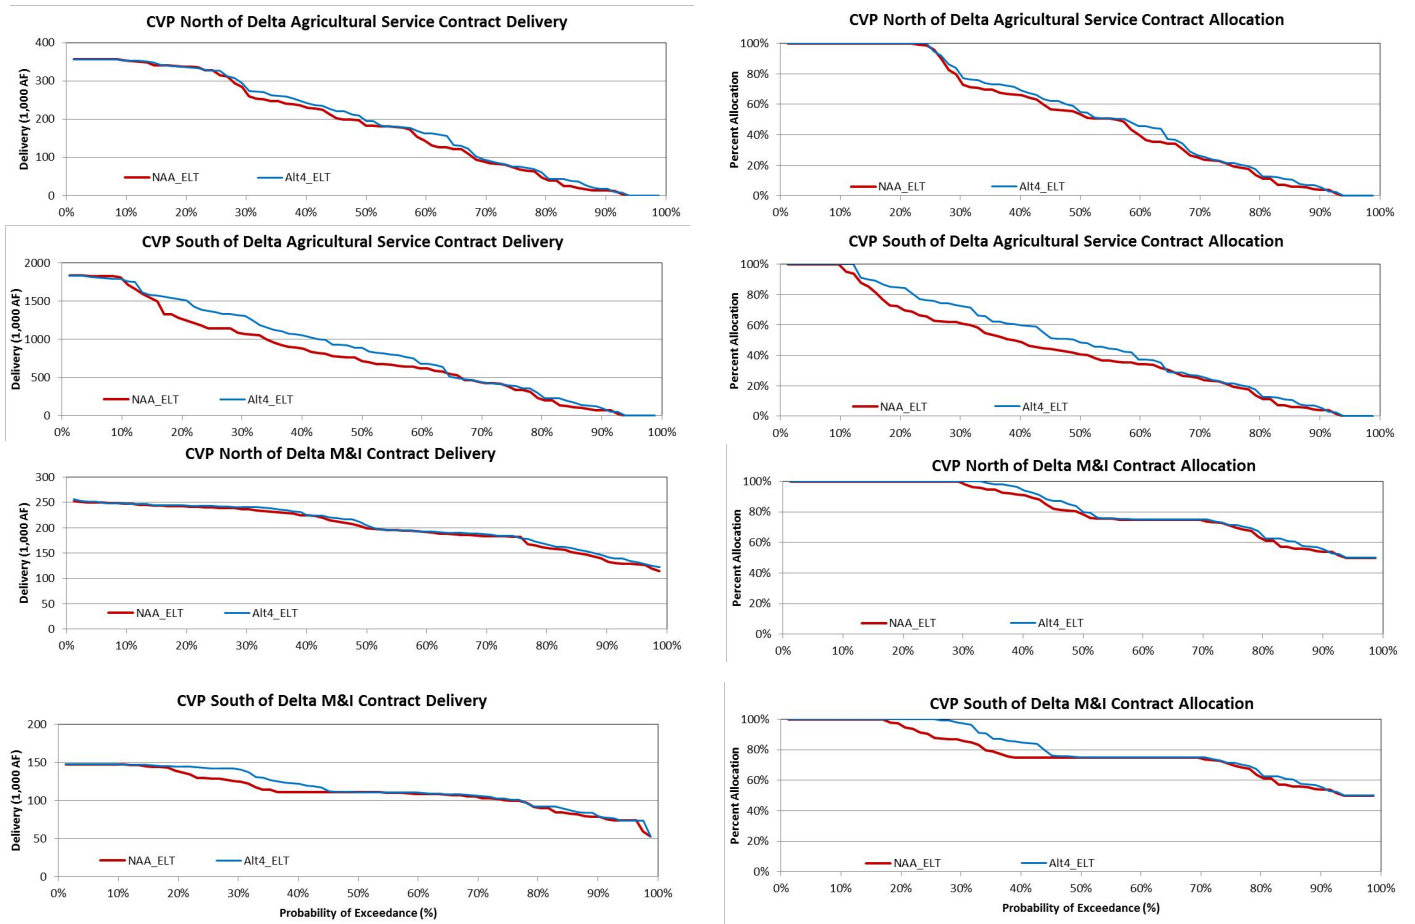 CVP North of Delta Agricultural Service Contract Delivery
Delivery (1,000 AF)
400
300
200
100
0
NAA_ELT
Alt4_ELT
0% 10% 20% 30% 40% 50% 60% 70% 80% 90% 100%
CVP North of Delta Agricultural Service Contract Allocation
Percent Allocation
100%
80%
60%
40%
20%
0%
NAA_ELT
Alt4_ELT
0% 10% 20% 30% 40% 50% 60% 70% 80% 90% 100%
CVP South of Delta Agricultural Service Contract Delivery
Delivery (1,000 AF)
2000
1500
1000
500
0
NAA_ELT
Alt4_ELT
0% 10% 20% 30% 40% 50% 60% 70% 80% 90% 100%
CVP South of Delta Agricultural Service Contract Allocation
Percent Allocation
100%
80%
60%
40%
20%
0%
NAA_ELT
Alt4_ELT
0% 10% 20% 30% 40% 50% 60% 70% 80% 90% 100%
CVP North of Delta M&I Contract Delivery
Delivery (1,000 AF)
300
250
200
150
100
50
0
NAA_ELT
Alt4_ELT
0% 10% 20% 30% 40% 50% 60% 70% 80% 90% 100%
CVP North of Delta M&I Contract Allocation
Percent Allocation
100%
80%
60%
40%
20%
0%
NAA_ELT
Alt4_ELT
0% 10% 20% 30% 40% 50% 60% 70% 80% 90% 100%
CVP South of Delta M&I Contract Delivery
Delivery (1,000 AF)
200
150
100
50
0
NAA_ELT
Alt4_ELT
0% 10% 20% 30% 40% 50% 60% 70% 80% 90% 100%
Probability of Exceedance (%)
CVP South of Delta M&I Contract Allocation
Percent Allocation
100%
80%
60%
40%
20%
0%
NAA_ELT
Alt4_ELT
0% 10% 20% 30% 40% 50% 60% 70% 80% 90% 100%
Probability of Exceedance (%)